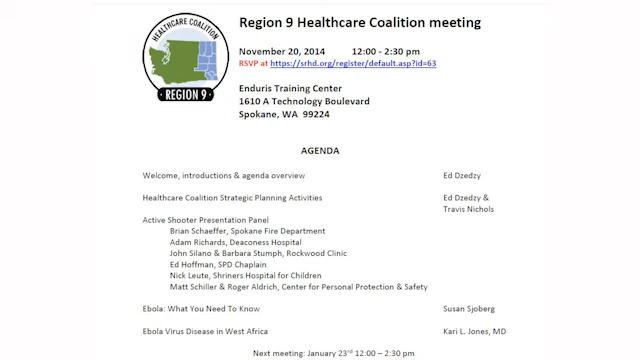 HEALTHCARE COALITION
REGION 9
Region 9 Healthcare Coalition meeting
November 20, 2014 12:00 - 2:30 pm
RSVP at https://srhd.org/register/default.asp?id=63
Enduris Training Center
1610 A Technology Boulevard
Spokane, WA 99224
AGENDA
Welcome, introductions & agenda overview Ed Dzedzy
Healthcare Coalition Strategic Planning Activities Ed Dzedzy &
Travis Nichols
Active Shooter Presentation Panel
Brian Schaeffer, Spokane Fire Department
Adam Richards, Deaconess Hospital
John Silano & Barbara Stumph, Rockwood Clinic
Ed Hoffman, SPD Chaplain
Nick Leute, Shriners Hospital for Children
Matt Schiller & Roger Aldrich, Center for Personal Protection & Safety
Ebola: What You Need To Know Susan Sjoberg
Ebola Virus Disease in West Africa Kari L. Jones, MD
Next meeting: January 23rd 12:00 – 2:30 pm